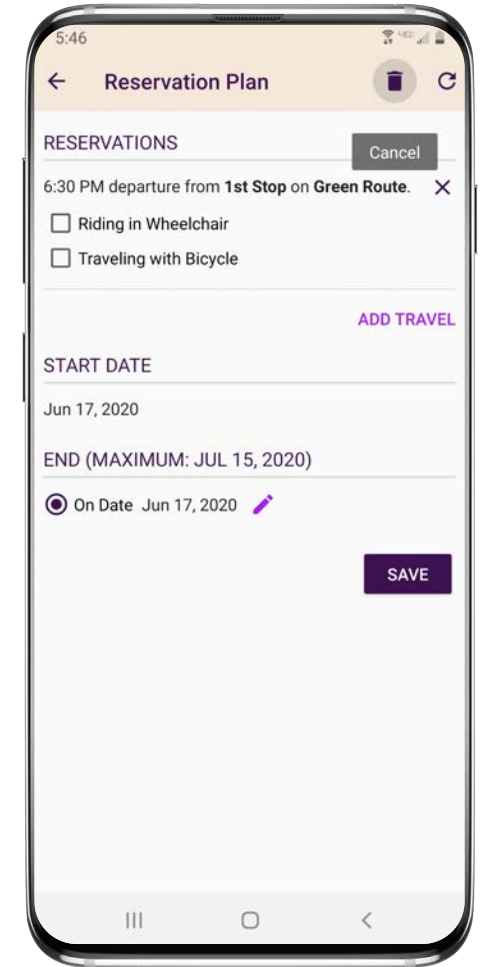 5:46
Reservation Plan
RESERVATIONS
Cancel
6:30 PM departure from 1st Stop on Green Route.
Riding in Wheelchair
Traveling with Bicycle
ADD TRAVEL
START DATE
Jun 17, 2020
END (MAXIMUM: JUL 15, 2020)
On Date Jun 17, 2020
SAVE